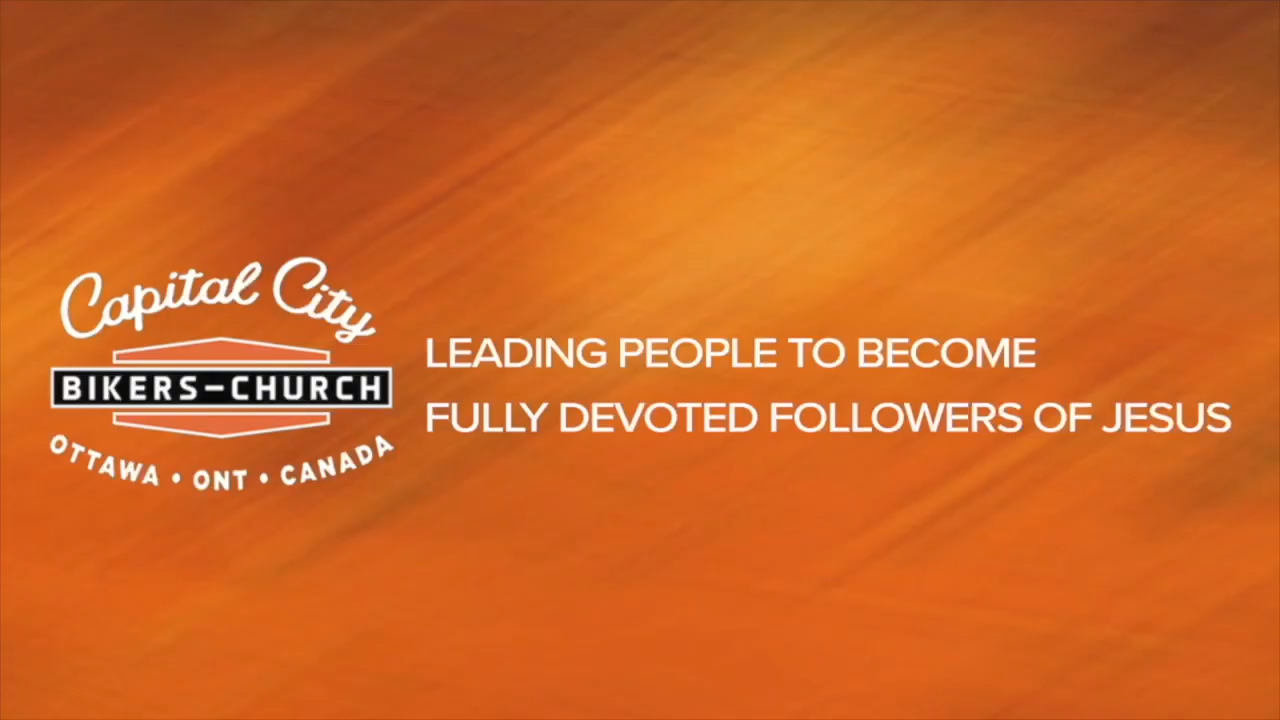 Capital City
BIKERS–CHURCH
OTTAWA • ONT • CANADA
LEADING PEOPLE TO BECOME
FULLY DEVOTED FOLLOWERS OF JESUS